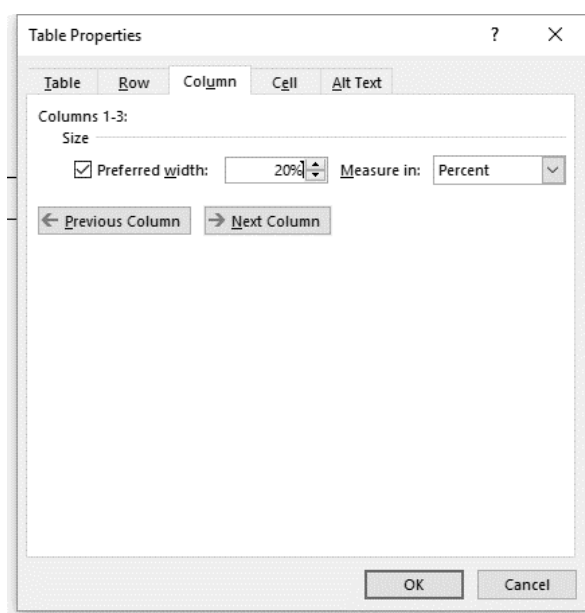 Table Properties ? ×
Table Row Column Cell Alt Text
Columns 1-3:
Size
Preferred width: 20% Measure in: Percent
Previous Column Next Column
OK Cancel